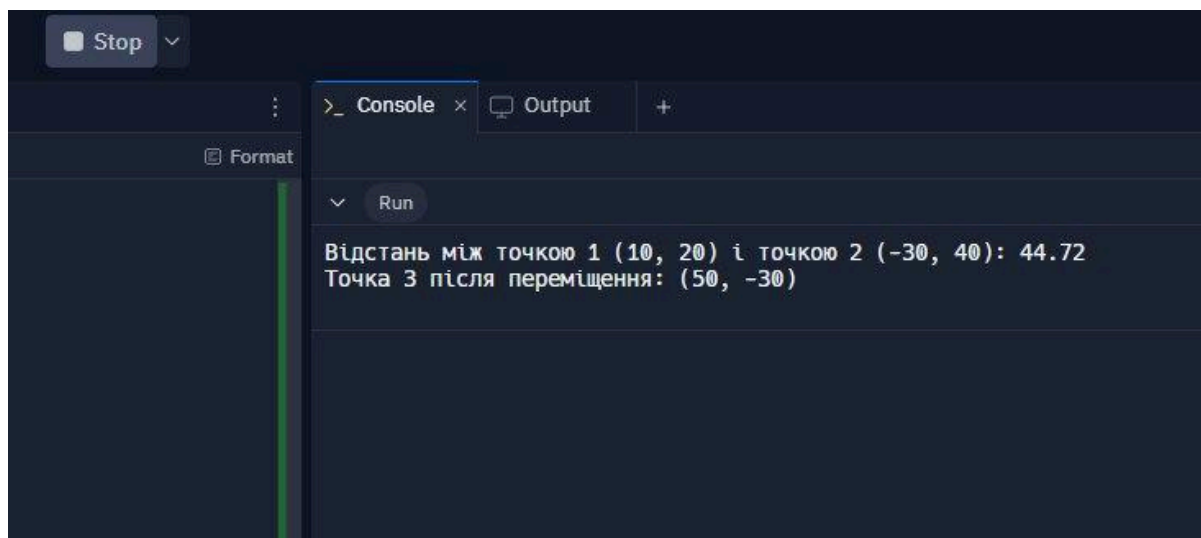 Stop
>_ Console × Output +
Format
Run
Відстань між точкою 1 (10, 20) і точкою 2 (-30, 40): 44.72
Точка 3 після переміщення: (50, -30)